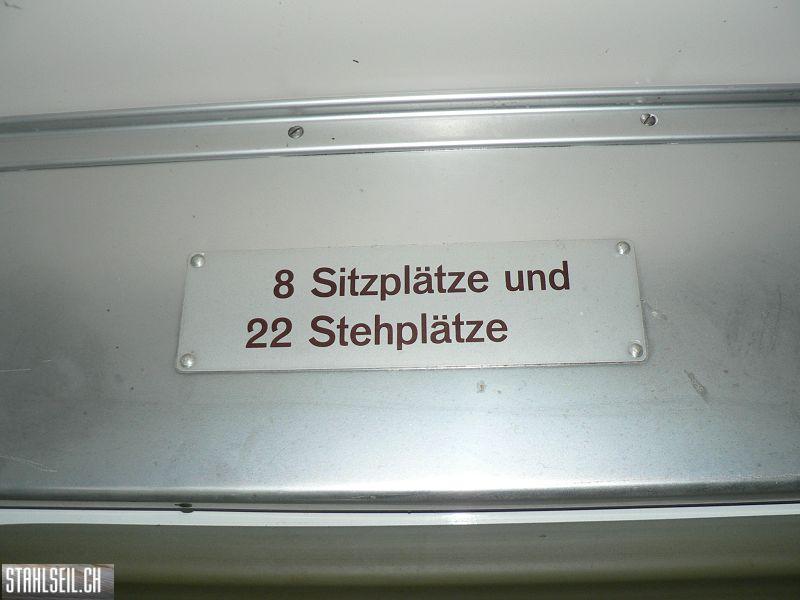 8 Sitzplätze und
22 Stehplätze
STAHLSEIL.CH